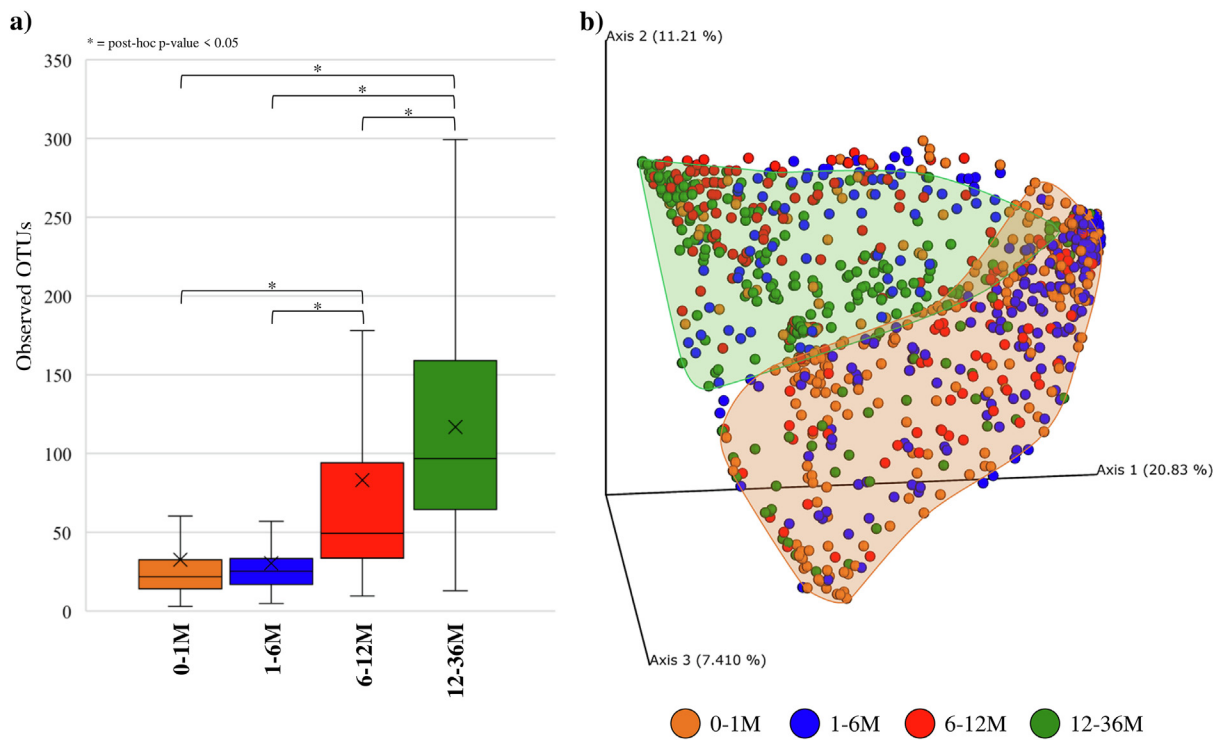 a)
* = post-hoc p-value < 0.05
350
300
250
200
150
100
50
0
Observed OTUs
*
*
*
*
*
0-1M
1-6M
6-12M
12-36M
b)
Axis 2 (11.21 %)
Axis 1 (20.83 %)
Axis 3 (7.410 %)
0-1M 1-6M 6-12M 12-36M